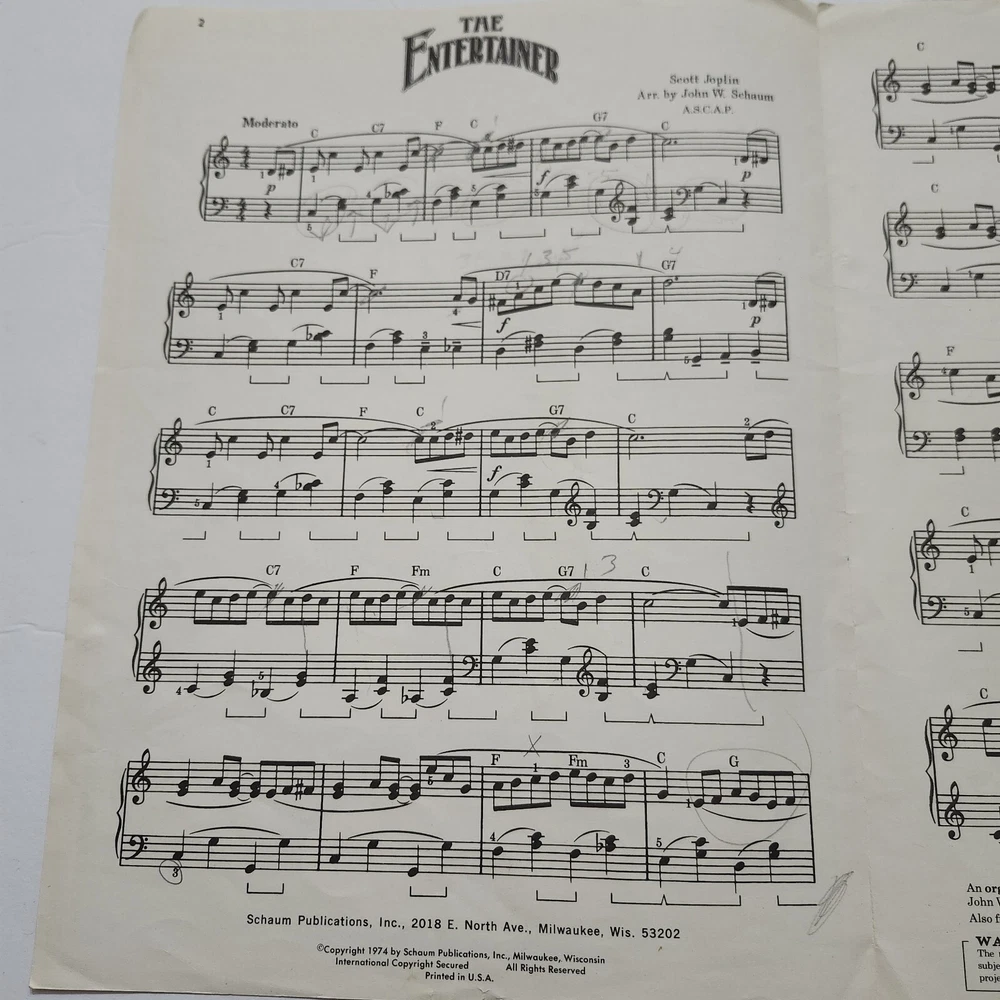 2
THE
ENTERTAINER
Scott Joplin
Arr. by John W. Schaum
A.S.C.A.P.
Moderato
C C7 F C G7 C
p f p
C7 F D7 G7
f p
C C7 F C G7 C
f
C7 F Fm C G7 C
F Fm C G
Schaum Publications, Inc., 2018 E. North Ave., Milwaukee, Wis. 53202
©Copyright 1974 by Schaum Publications, Inc., Milwaukee, Wisconsin
International Copyright Secured All Rights Reserved
Printed in U.S.A.
C
C
F
C
C
An
John
Also